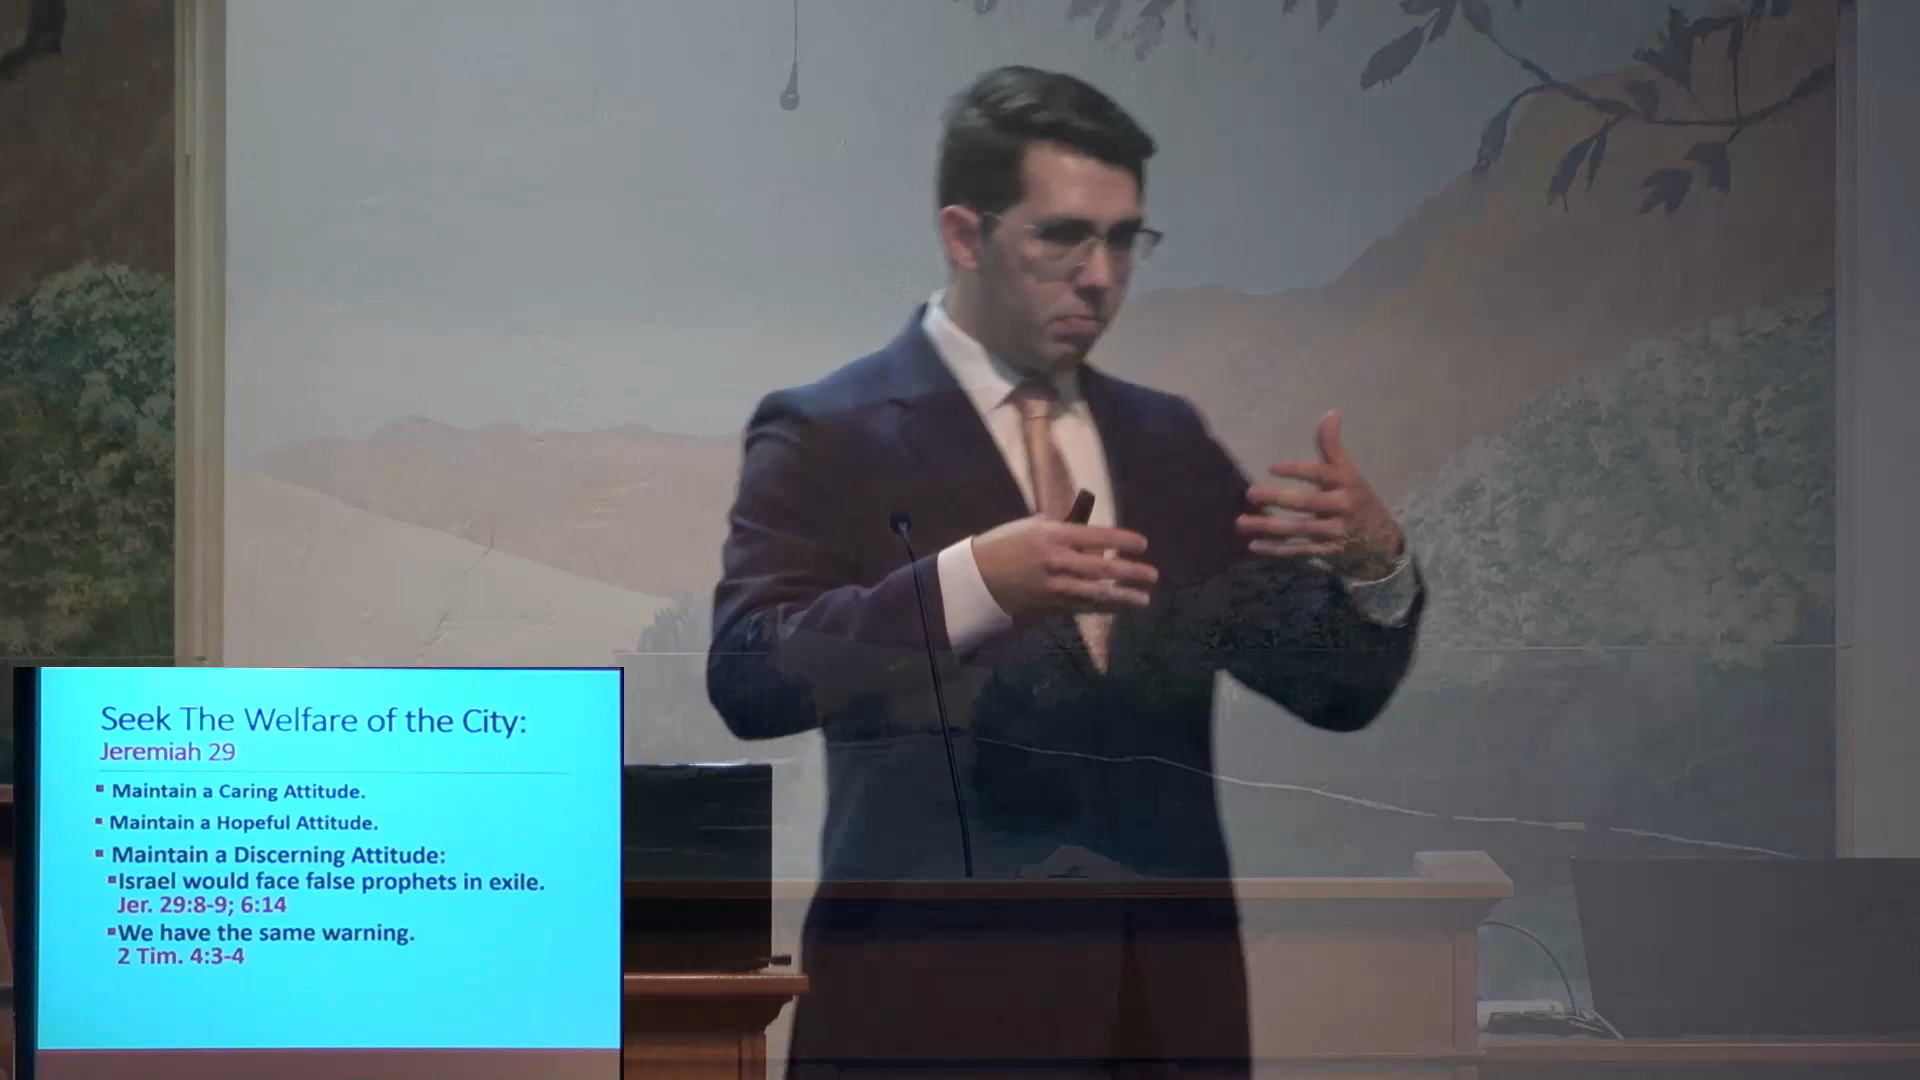 Seek The Welfare of the City:
Jeremiah 29
▪ Maintain a Caring Attitude.
▪ Maintain a Hopeful Attitude.
▪ Maintain a Discerning Attitude:
▪Israel would face false prophets in exile.
Jer. 29:8-9; 6:14
▪We have the same warning.
2 Tim. 4:3-4